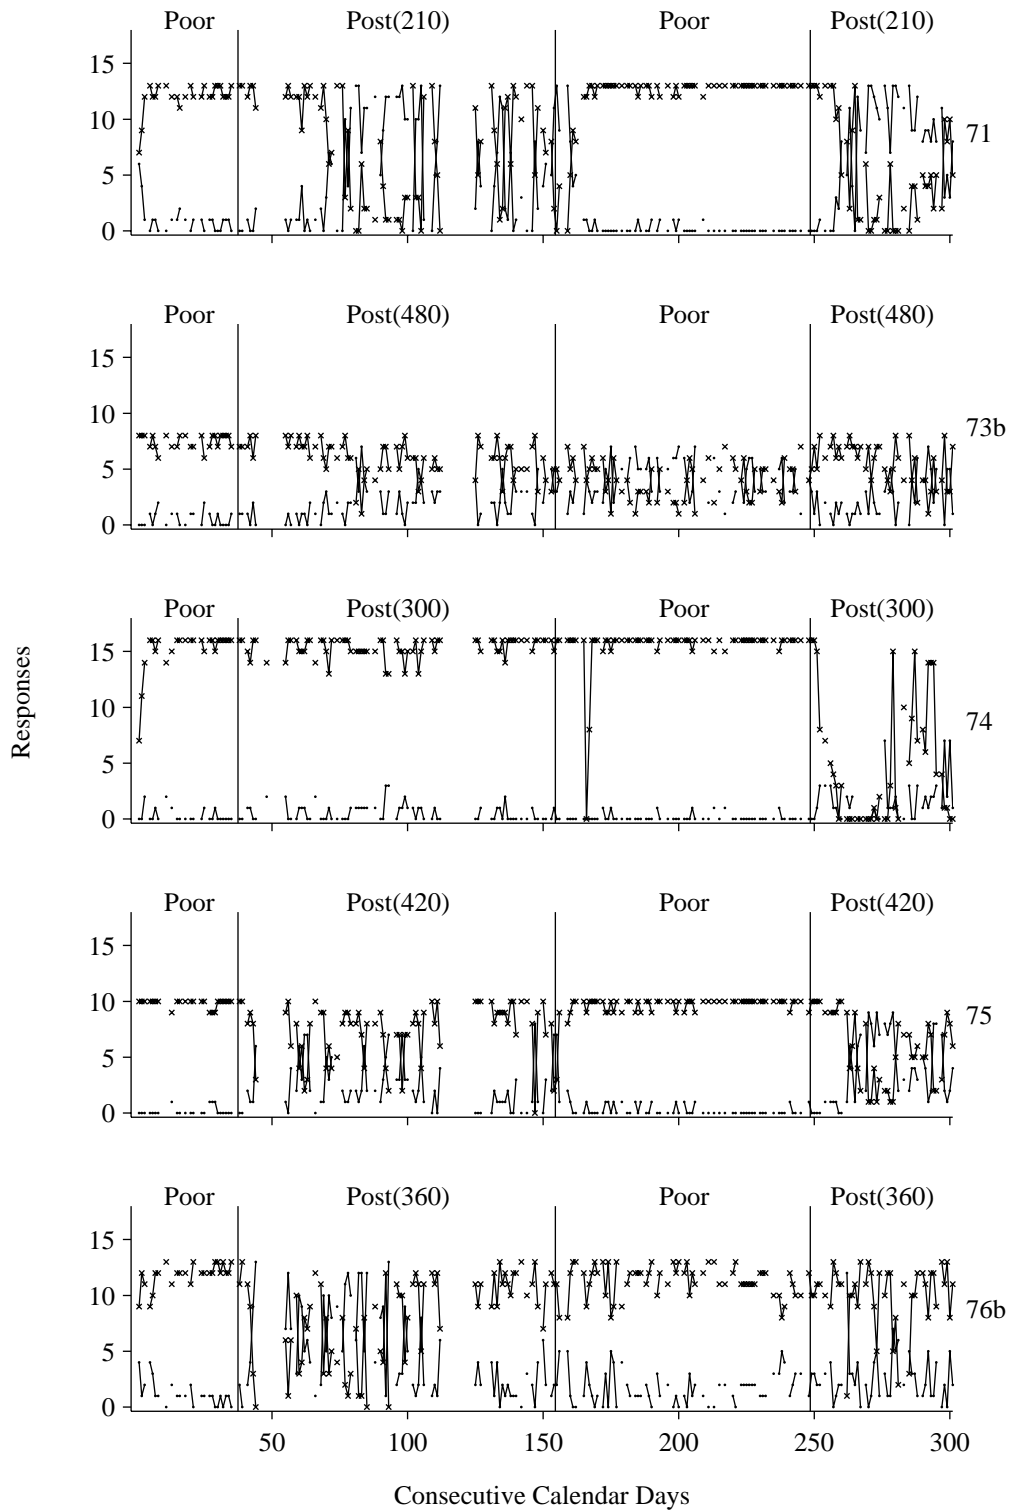 Poor Post(210) Poor Post(210)
15
10
5
0
71
Poor Post(480) Poor Post(480)
15
10
5
0
73b
Poor Post(300) Poor Post(300)
15
10
5
0
74
Responses
Poor Post(420) Poor Post(420)
15
10
5
0
75
Poor Post(360) Poor Post(360)
15
10
5
0
76b
50 100 150 200 250 300
Consecutive Calendar Days